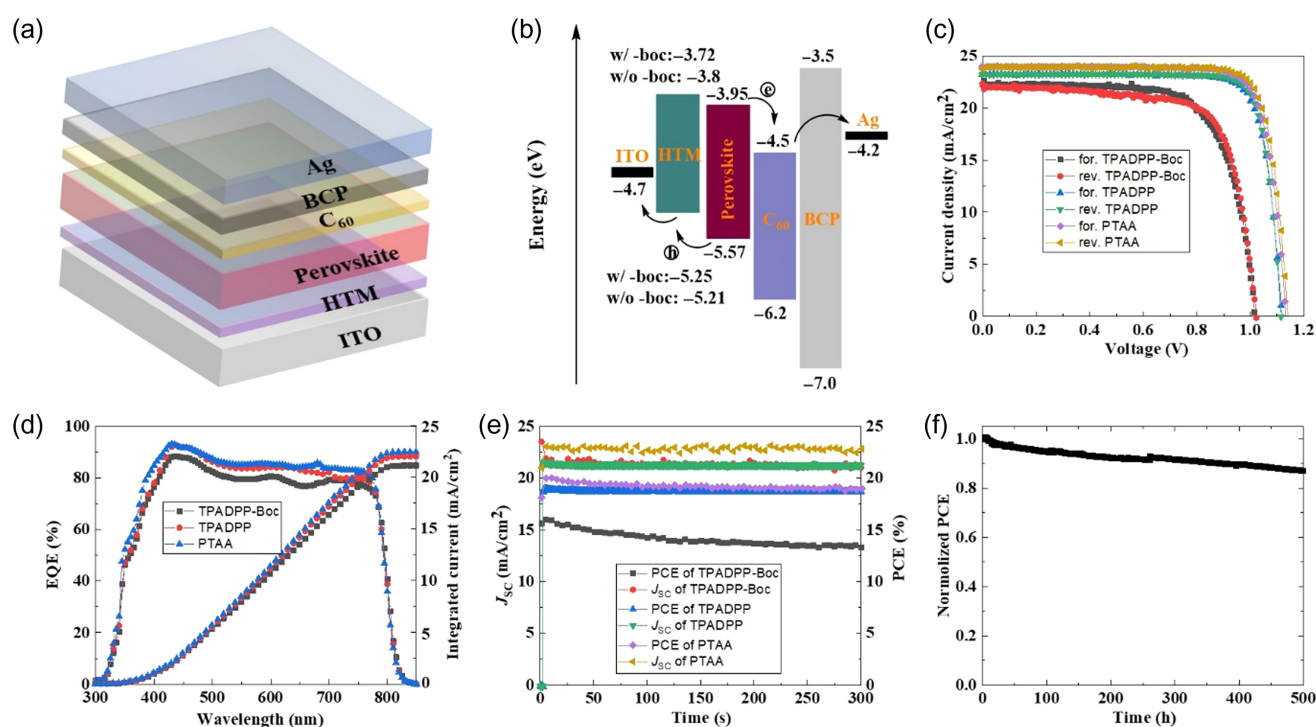 (a)
Ag
BCP
C60
Perovskite
HTM
ITO
(b)
Energy (eV)
w/ -boc:−3.72
w/o -boc: −3.8
−3.5
−3.95
e
−4.5
Ag
−4.2
ITO
HTM
−4.7
Perovskite
C60
BCP
h
−5.57
w/ -boc:−5.25
w/o -boc: −5.21
−6.2
−7.0
(c)
Current density (mA/cm²)
25
20
15
10
5
0
for. TPADPP-Boc
rev. TPADPP-Boc
for. TPADPP
rev. TPADPP
for. PTAA
rev. PTAA
0.0 0.2 0.4 0.6 0.8 1.0 1.2
Voltage (V)
(d)
EQE (%)
100
80
60
40
20
0
TPADPP-Boc
TPADPP
PTAA
25
20
15
10
5
0
Integrated current (mA/cm²)
300 400 500 600 700 800
Wavelength (nm)
(e)
JSC (mA/cm²)
25
20
15
10
5
0
PCE of TPADPP-Boc
JSC of TPADPP-Boc
PCE of TPADPP
JSC of TPADPP
PCE of PTAA
JSC of PTAA
25
20
15
10
5
0
PCE (%)
0 50 100 150 200 250 300
Time (s)
(f)
Normoliz ed PCE
1.0
0.8
0.6
0.4
0.2
0.0
0 100 200 300 400 500
Time (h)